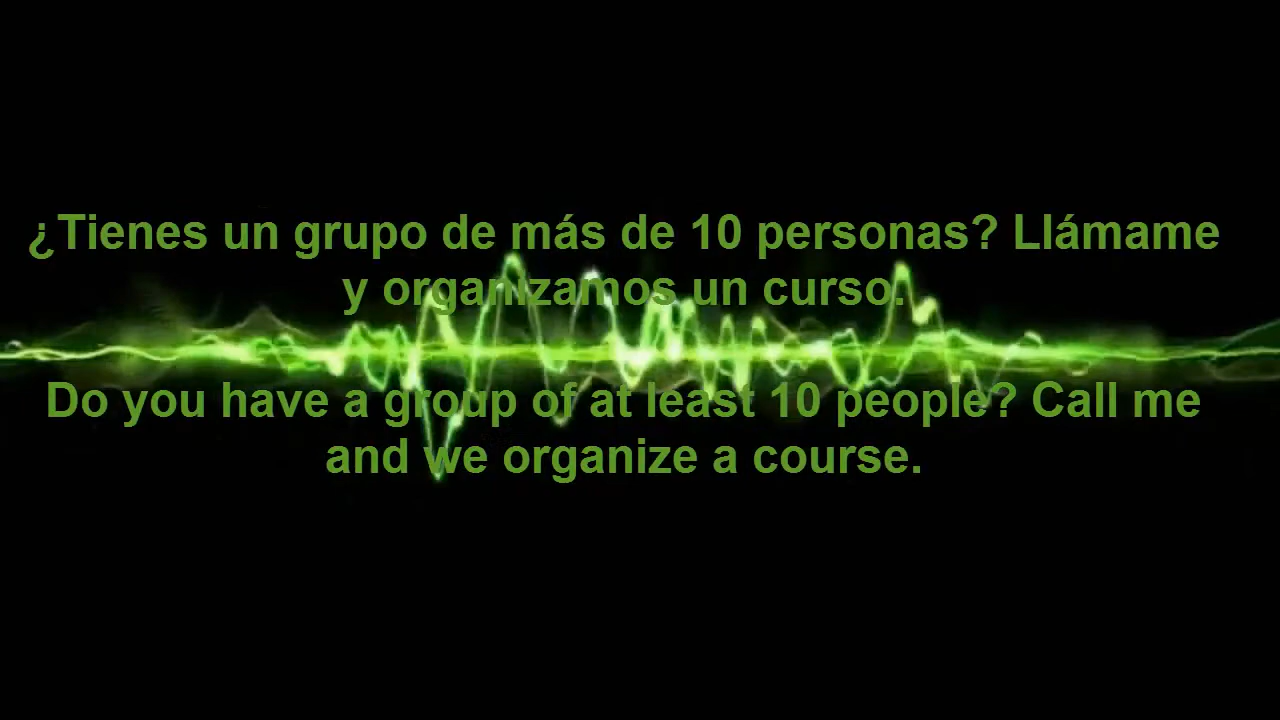 ¿Tienes un grupo de más de 10 personas? Llámame
y organizamos un curso.
Do you have a group of at least 10 people? Call me
and we organize a course.